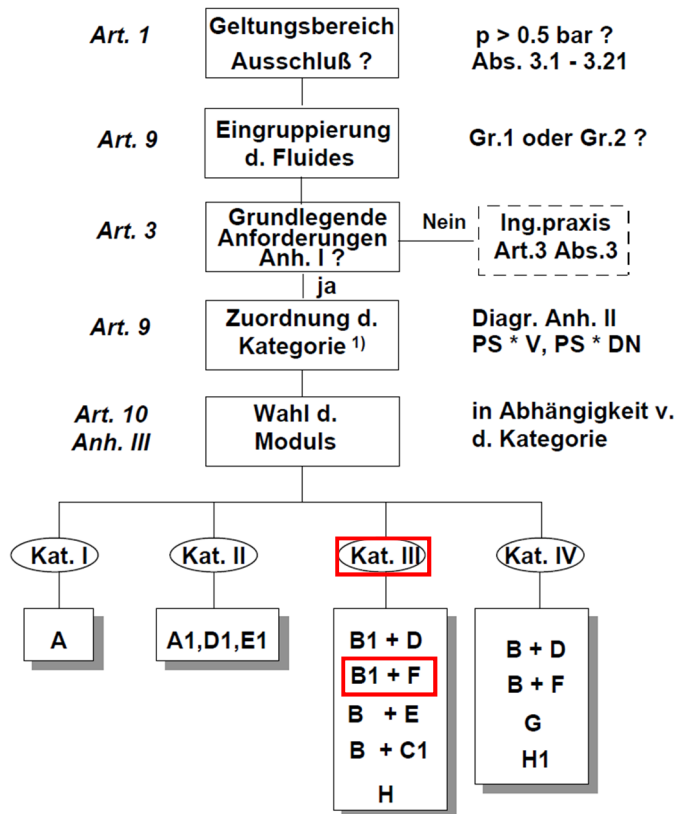 Art. 1
Geltungsbereich
Ausschluß ?
p > 0.5 bar ?
Abs. 3.1 - 3.21
Art. 9
Eingruppierung
d. Fluides
Gr.1 oder Gr.2 ?
Art. 3
Grundlegende
Anforderungen
Anh. I ?
Nein
Ing.praxis
Art.3 Abs.3
ja
Art. 9
Zuordnung d.
Kategorie 1)
Diagr. Anh. II
PS * V, PS * DN
Art. 10
Anh. III
Wahl d.
Moduls
in Abhängigkeit v.
d. Kategorie
Kat. I
Kat. II
Kat. III
Kat. IV
A
A1,D1,E1
B1 + D
B1 + F
B + E
B + C1
H
B + D
B + F
G
H1